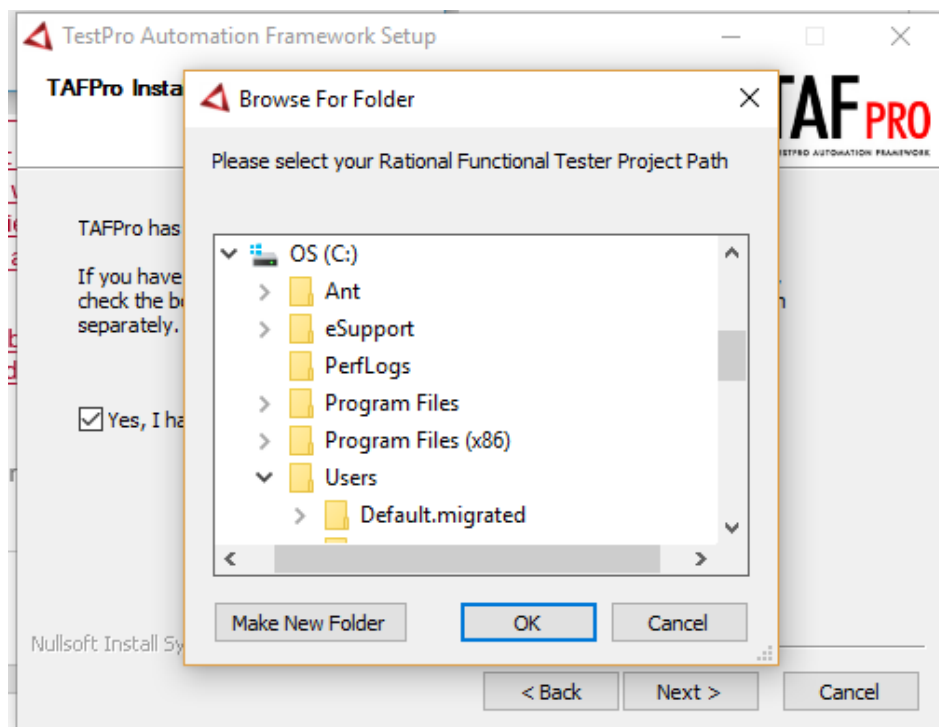 TestPro Automation Framework Setup
TAFPro Insta
Browse For Folder
TAF PRO
TESTPRO AUTOMATION FRAMEWORK
Please select your Rational Functional Tester Project Path
TAFPro has
If you have
check the b
separately.
Yes, I ha
OS (C:)
Ant
eSupport
PerfLogs
Program Files
Program Files (x86)
Users
Default.migrated
Make New Folder
OK
Cancel
Nullsoft Install Sy
< Back
Next >
Cancel